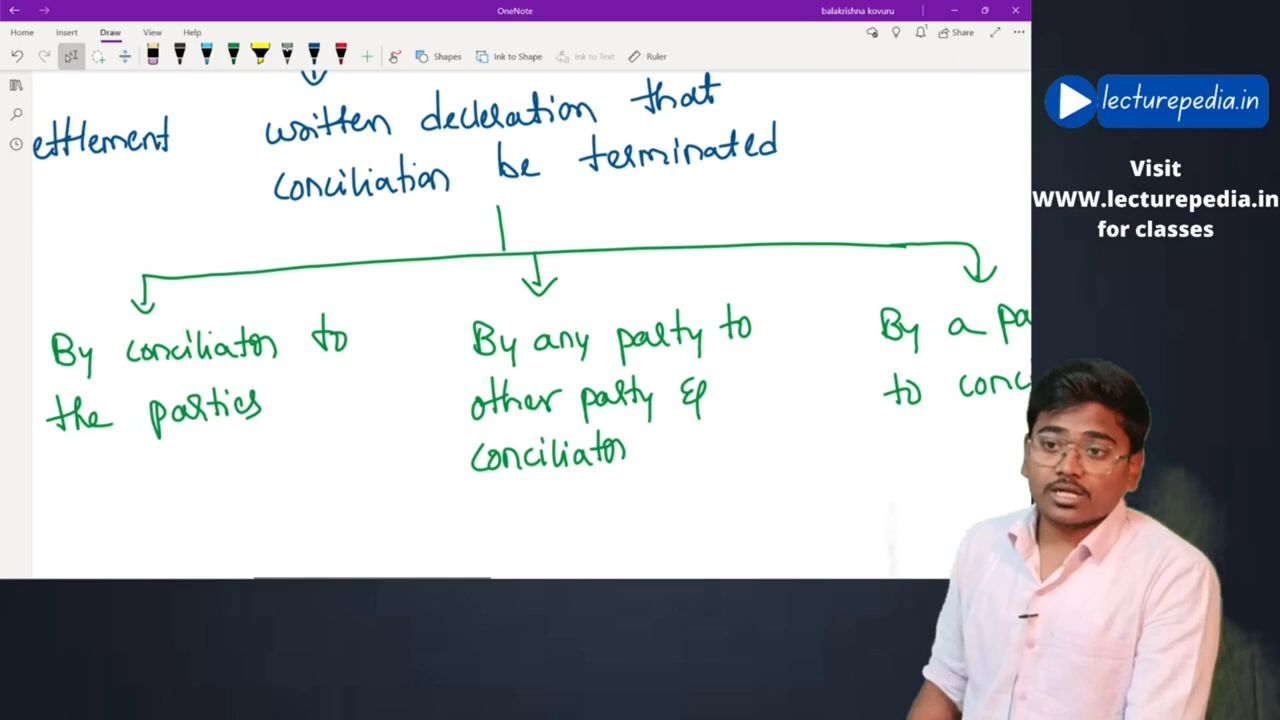 OneNote
balakrishna kovuru
Home Insert Draw View Help
Share
Shapes Ink to Shape Ink to Text Ruler
ettlement
written decleration that
conciliation be terminated
By conciliator to
the parties
By any party to
other party &
conciliator
By a pa
to conc
lecturepedia.in
Visit
WWW.lecturepedia.in
for classes